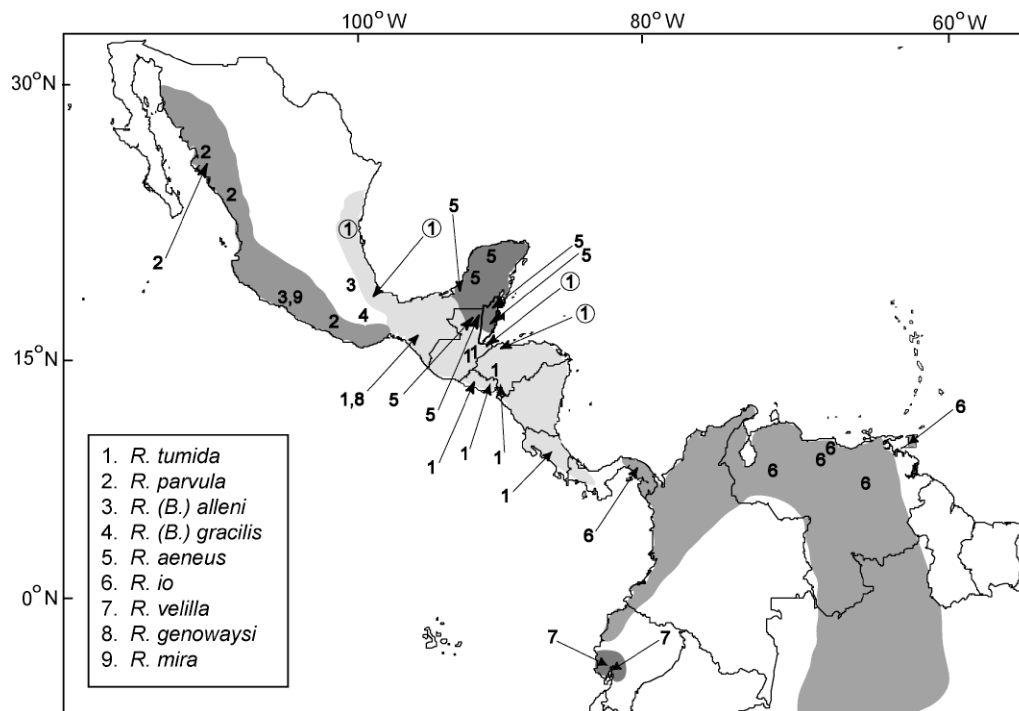 100°W 80°W 60°W
30°N
2
2
5
1
1
5
5
5
5
2
3
5
1
3,9
4
1
2
15°N
1 1
1
1,8
5
5
6
1
6
6
1
1
6
6
1
6
1. R. tumida
2. R. parvula
3. R. (B.) alleni
4. R. (B.) gracilis
5. R. aeneus
6. R. io
7. R. velilla
8. R. genowaysi
9. R. mira
0°N
7 7